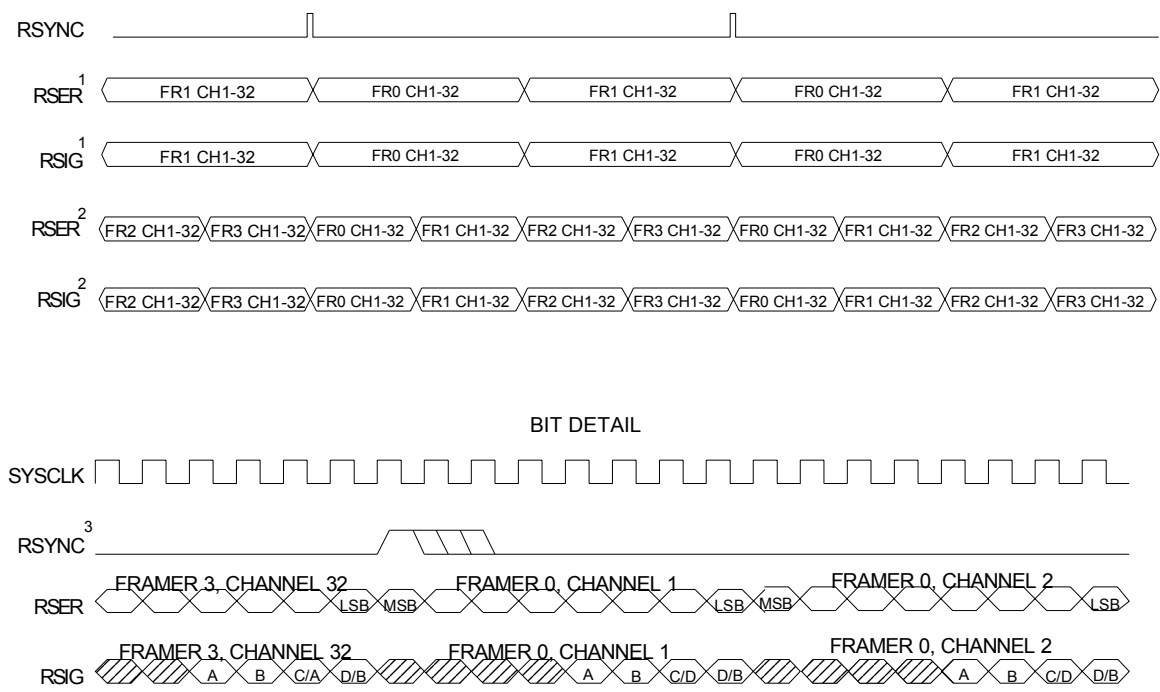 RSYNC
RSER1 FR1 CH1-32 FR0 CH1-32 FR1 CH1-32 FR0 CH1-32 FR1 CH1-32
RSIG1 FR1 CH1-32 FR0 CH1-32 FR1 CH1-32 FR0 CH1-32 FR1 CH1-32
RSER2 FR2 CH1-32 FR3 CH1-32 FR0 CH1-32 FR1 CH1-32 FR2 CH1-32 FR3 CH1-32 FR0 CH1-32 FR1 CH1-32 FR2 CH1-32 FR3 CH1-32
RSIG2 FR2 CH1-32 FR3 CH1-32 FR0 CH1-32 FR1 CH1-32 FR2 CH1-32 FR3 CH1-32 FR0 CH1-32 FR1 CH1-32 FR2 CH1-32 FR3 CH1-32
BIT DETAIL
SYSCLK
RSYNC3
FRAMER 3, CHANNEL 32 FRAMER 0, CHANNEL 1 FRAMER 0, CHANNEL 2
RSER LSB MSB LSB MSB LSB
FRAMER 3, CHANNEL 32 FRAMER 0, CHANNEL 1 FRAMER 0, CHANNEL 2
RSIG A B C/A D/B A B C/D D/B A B C/D D/B